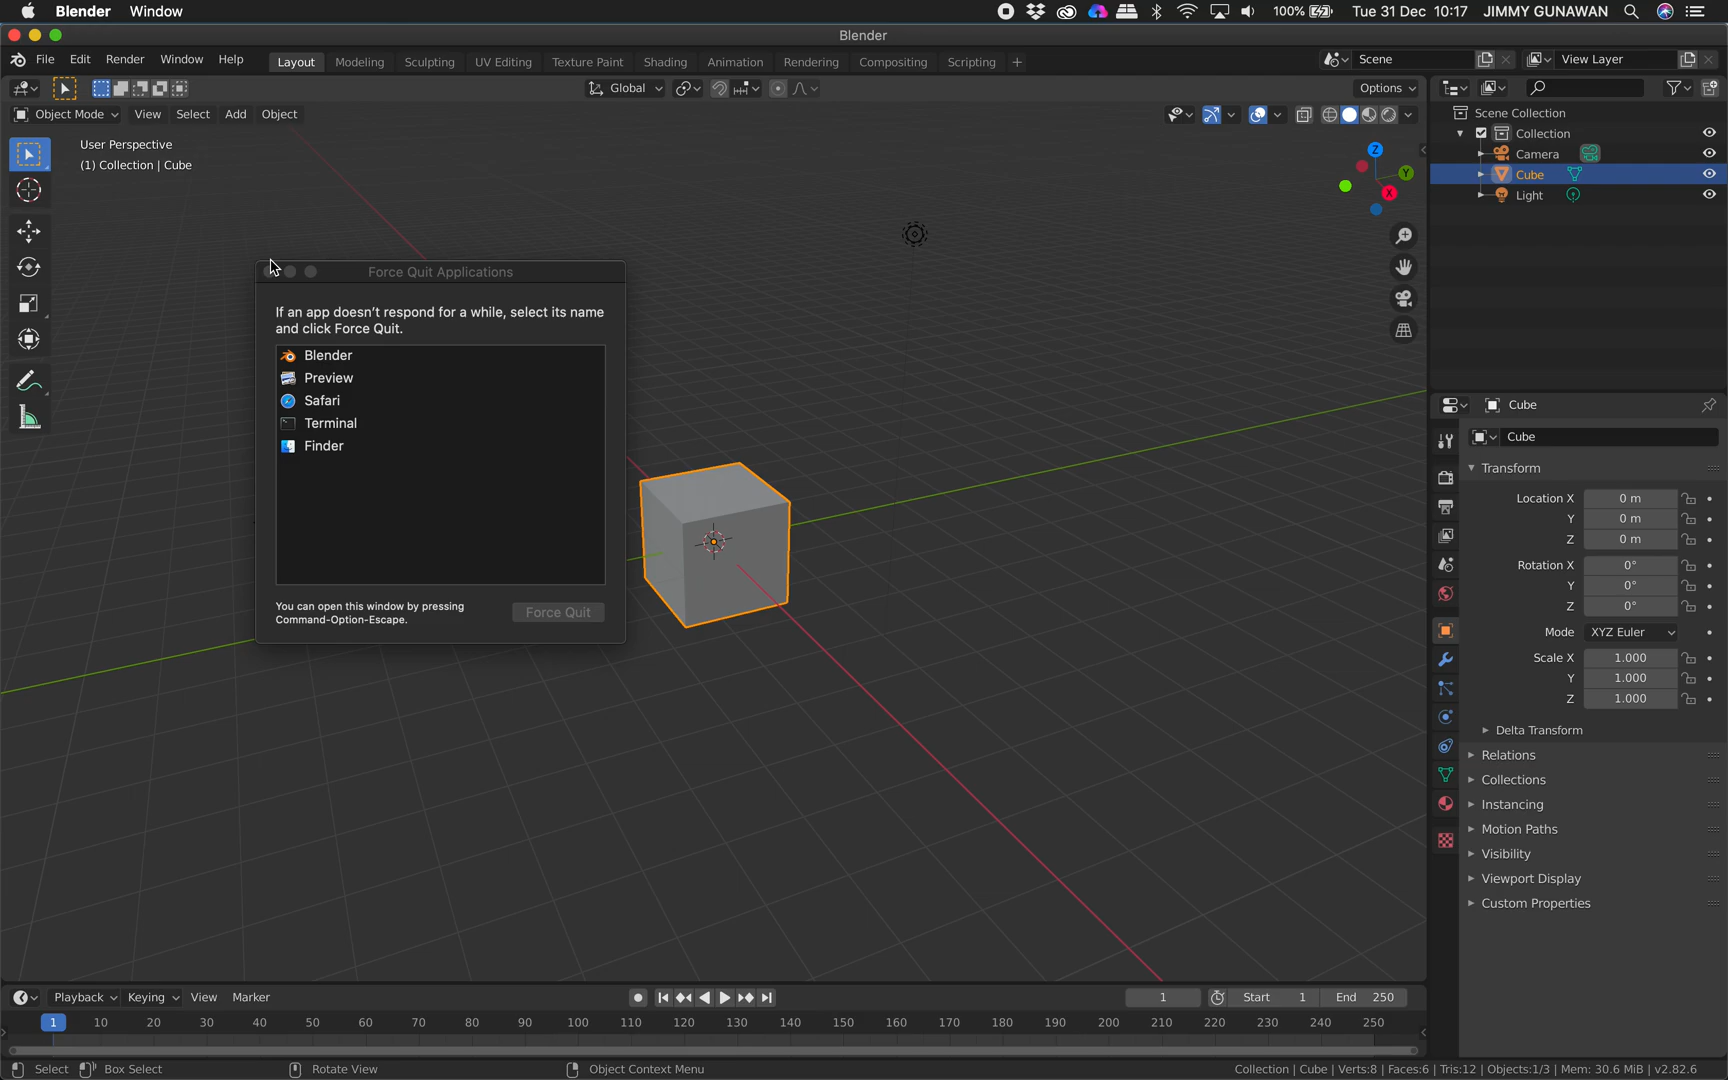 Blender Window 100% Tue 31 Dec 10:17 JIMMY GUNAWAN
Blender
File Edit Render Window Help Layout Modeling Sculpting UV Editing Texture Paint Shading Animation Rendering Compositing Scripting + Scene View Layer
Global Options
Object Mode View Select Add Object
User Perspective
(1) Collection | Cube
Z
Y
X
Scene Collection
Collection
Camera
Cube
Light
Force Quit Applications
If an app doesn't respond for a while, select its name
and click Force Quit.
Blender
Preview
Safari
Terminal
Finder
You can open this window by pressing
Command-Option-Escape.
Force Quit
Cube
Cube
Transform
Location X 0 m
Y 0 m
Z 0 m
Rotation X 0°
Y 0°
Z 0°
Mode XYZ Euler
Scale X 1.000
Y 1.000
Z 1.000
Delta Transform
Relations
Collections
Instancing
Motion Paths
Visibility
Viewport Display
Custom Properties
Playback Keying View Marker 1 Start 1 End 250
1 10 20 30 40 50 60 70 80 90 100 110 120 130 140 150 160 170 180 190 200 210 220 230 240 250
Select Box Select Rotate View Object Context Menu Collection | Cube | Verts:8 | Faces:6 | Tris:12 | Objects:1/3 | Mem: 30.6 MiB | v2.82.6